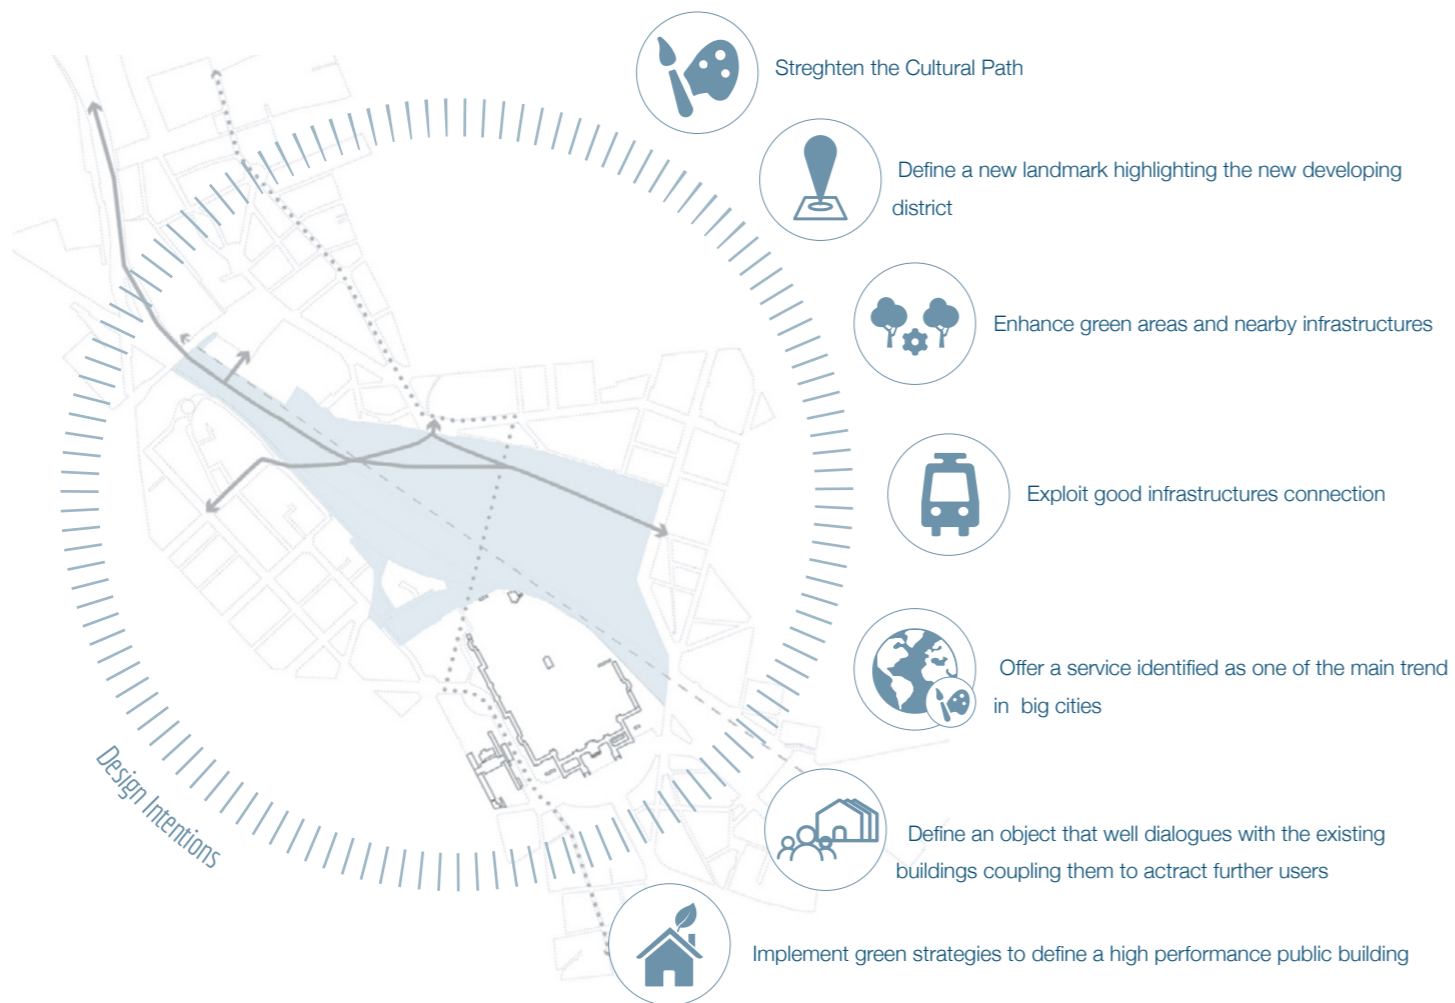 Streghten the Cultural Path
Define a new landmark highlighting the new developing
district
Enhance green areas and nearby infrastructures
Exploit good infrastructures connection
Offer a service identified as one of the main trend
in big cities
Design Intentions
Define an object that well dialogues with the existing
buildings coupling them to actract further users
Implement green strategies to define a high performance public building